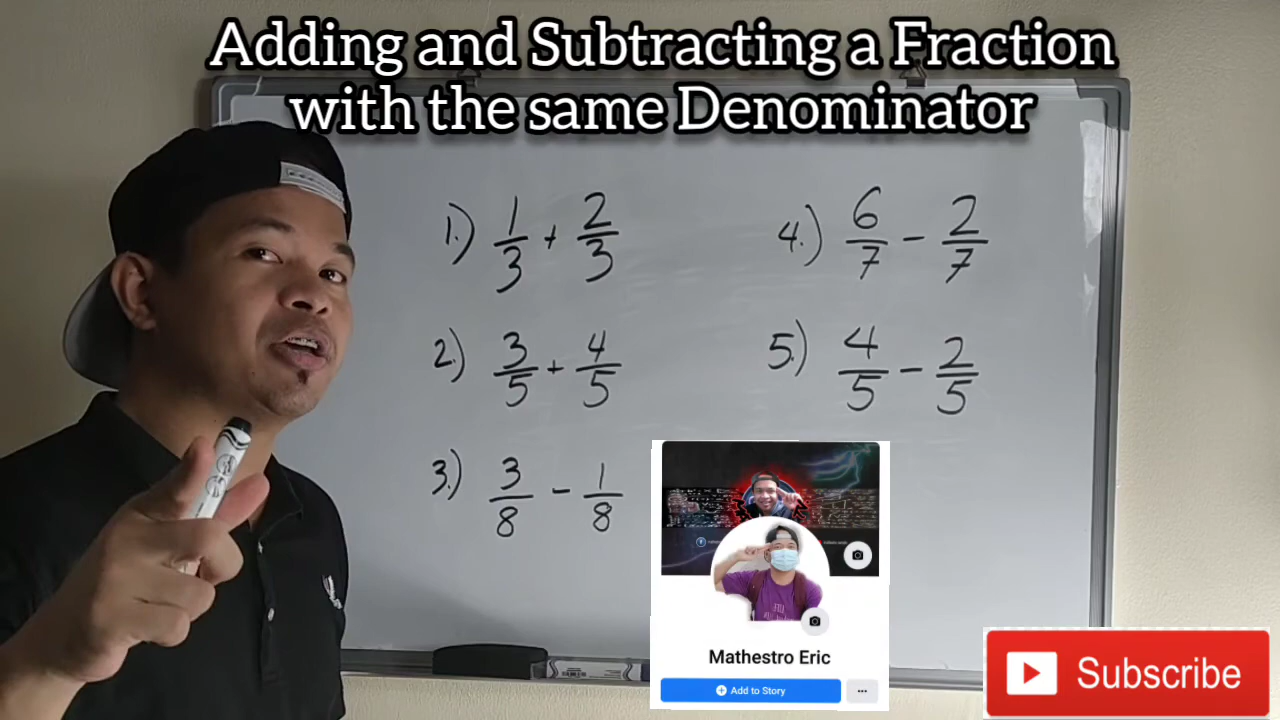 Adding and Subtracting a Fraction
with the same Denominator
1.) 1/3 + 2/3
2.) 3/5 + 4/5
3.) 3/8 - 1/8
4.) 6/7 - 2/7
5.) 4/5 - 2/5
Mathestro Eric
Add to Story
Subscribe